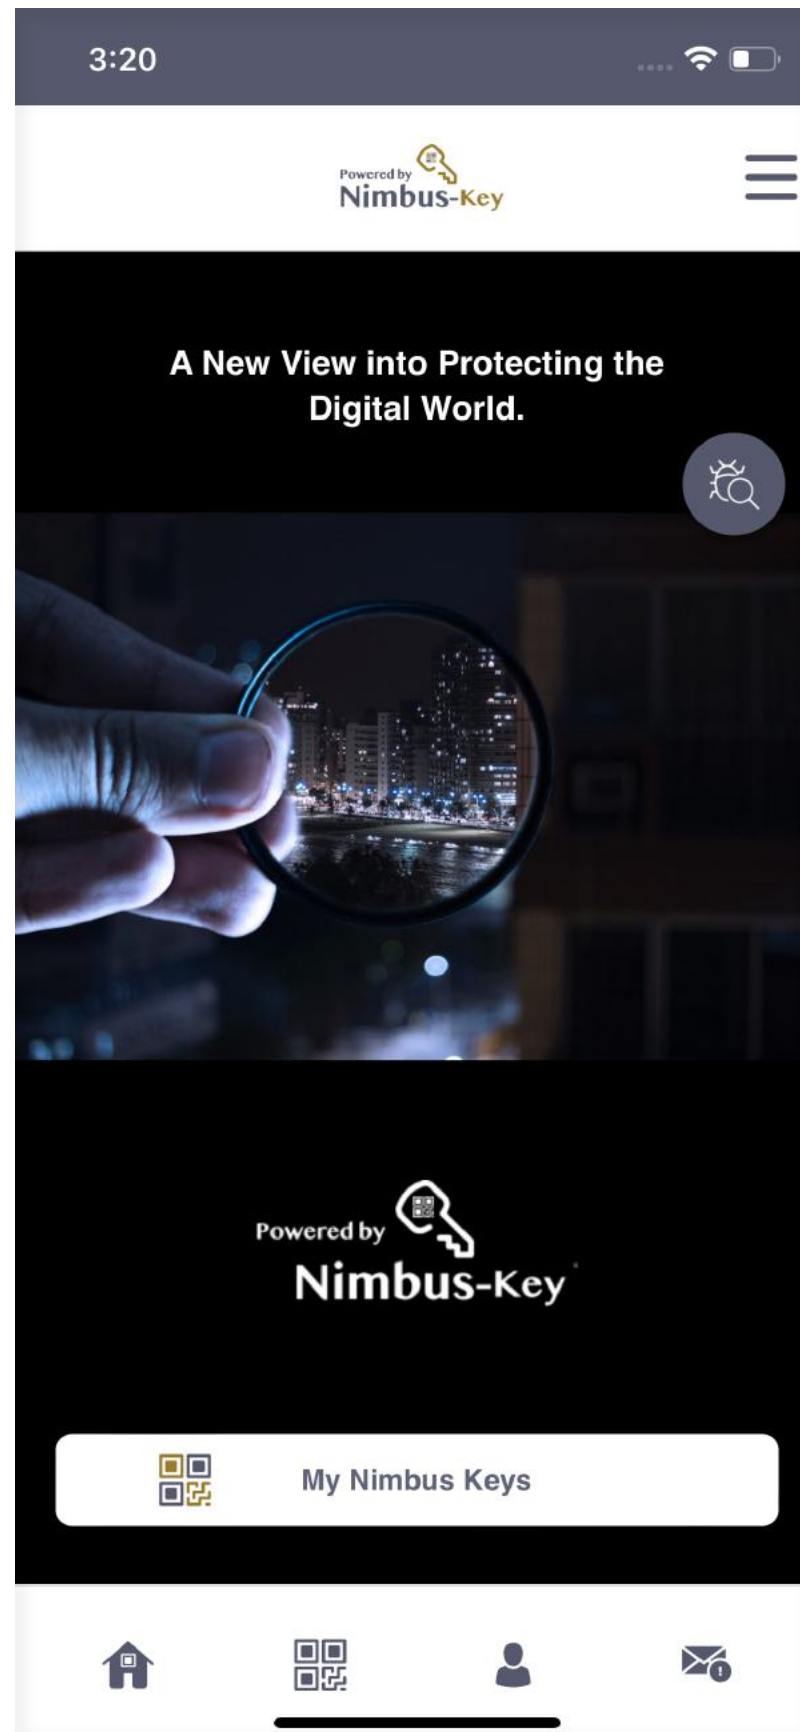 3:20
Powered by
Nimbus-Key
A New View into Protecting the
Digital World.
Powered by
Nimbus-Key
My Nimbus Keys